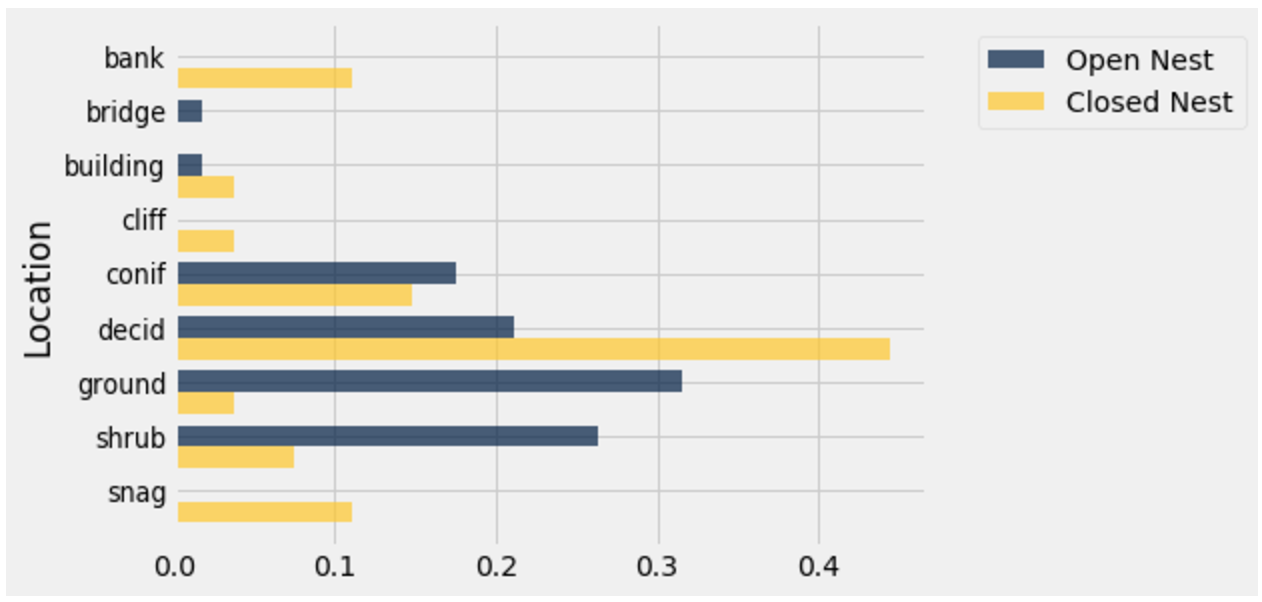 bank
bridge
building
cliff
conif
decid
ground
shrub
snag
Location
0.0 0.1 0.2 0.3 0.4
Open Nest
Closed Nest